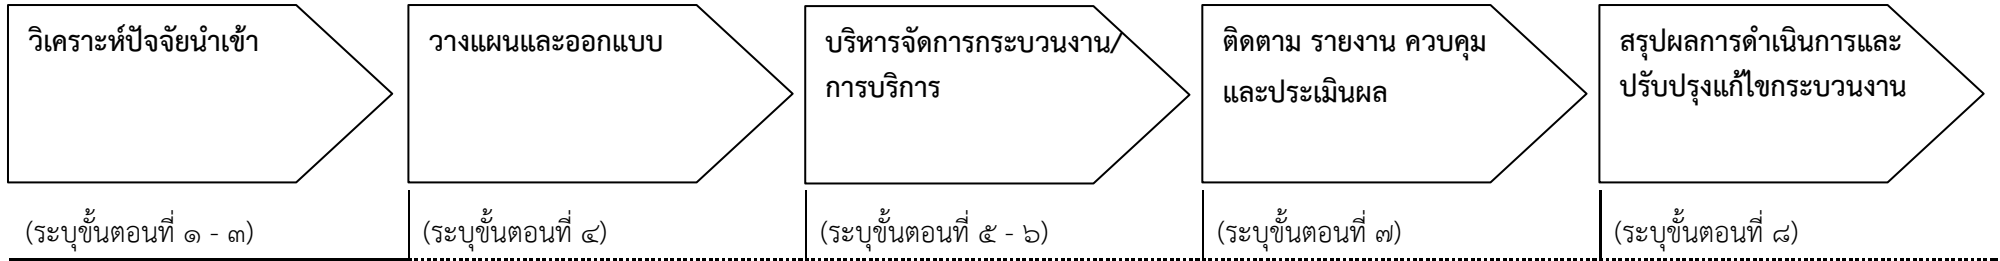 วิเคราะห์ปัจจัยนำเข้า
วางแผนและออกแบบ
บริหารจัดการกระบวนงาน/
การบริการ
ติดตาม รายงาน ควบคุม
และประเมินผล
สรุปผลการดำเนินการและ
ปรับปรุงแก้ไขกระบวนงาน
(ระบุขั้นตอนที่ ๑ - ๓)
(ระบุขั้นตอนที่ ๔)
(ระบุขั้นตอนที่ ๕ - ๖)
(ระบุขั้นตอนที่ ๗)
(ระบุขั้นตอนที่ ๘)